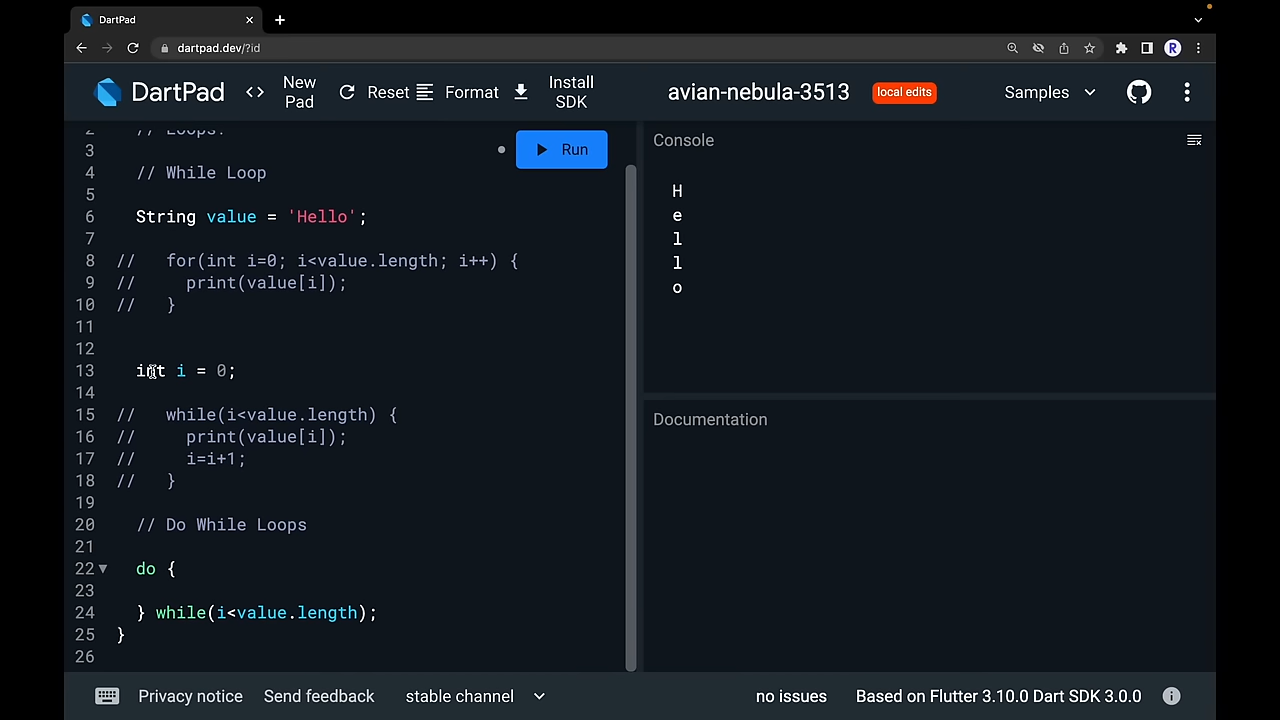 DartPad
dartpad.dev/?id
R
DartPad
<> New Pad
Reset
Format
Install SDK
avian-nebula-3513
local edits
Samples
2 // Loops:
3
4 // While Loop
5
6 String value = 'Hello';
7
8 //   for(int i=0; i<value.length; i++) {
9 //     print(value[i]);
10 //   }
11
12
13 int i = 0;
14
15 //   while(i<value.length) {
16 //     print(value[i]);
17 //     i=i+1;
18 //   }
19
20 // Do While Loops
21
22 do {
23
24 } while(i<value.length);
25 }
26
Run
Console
H
e
l
l
o
Documentation
Privacy notice
Send feedback
stable channel
no issues
Based on Flutter 3.10.0 Dart SDK 3.0.0